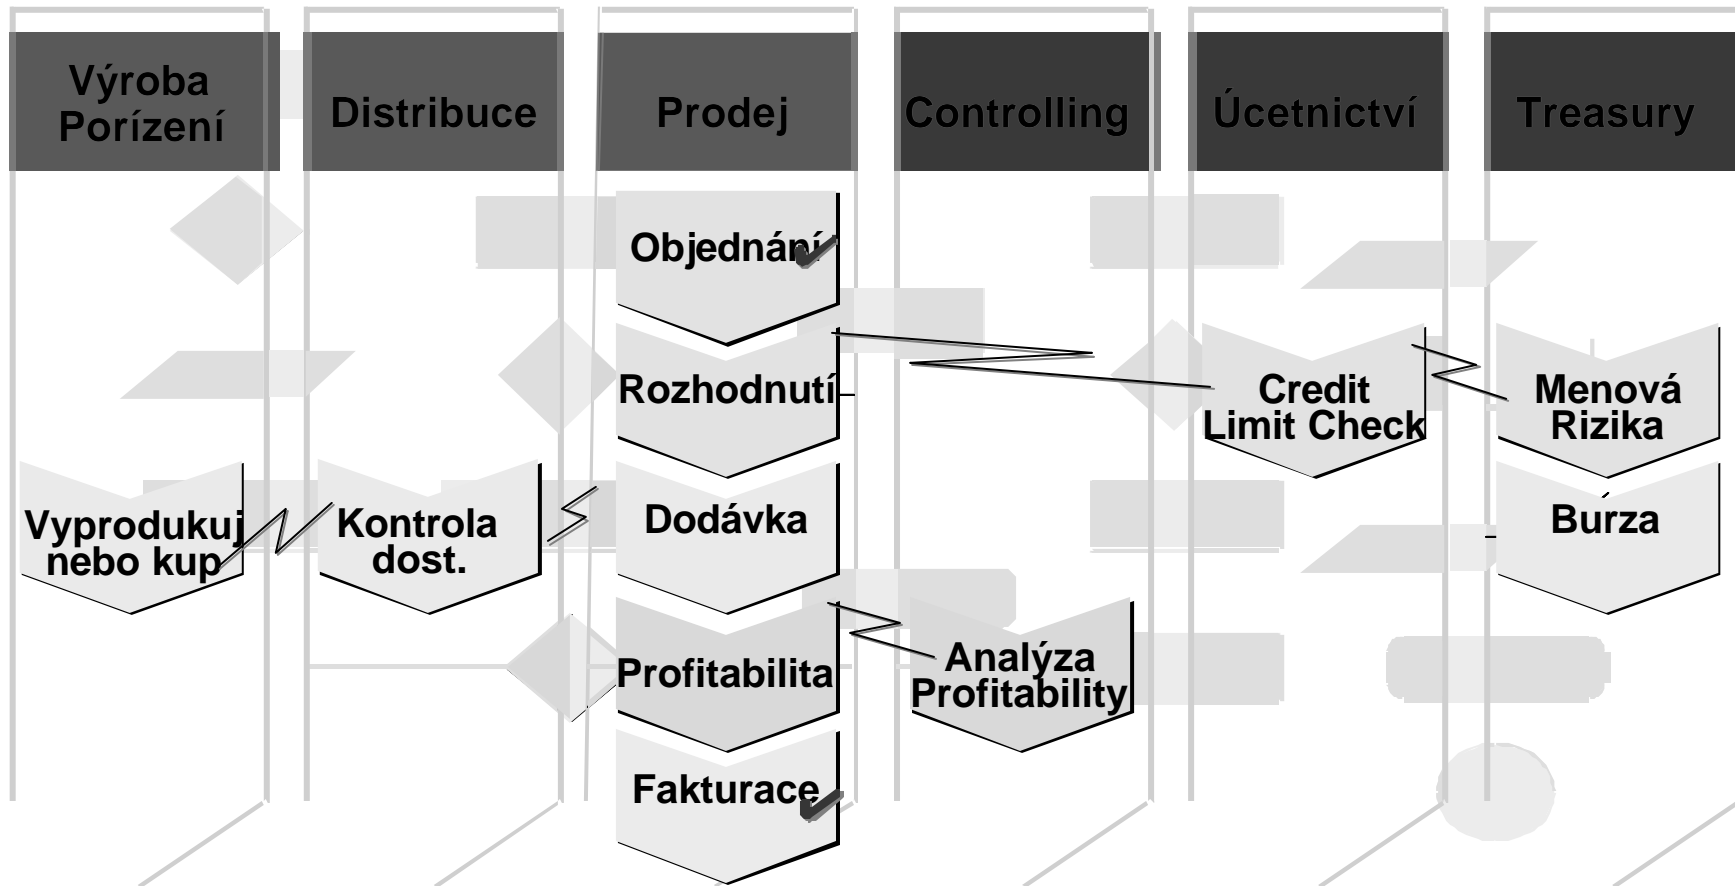 Výroba
Porízení
Distribuce
Prodej
Controlling
Úcetnictví
Treasury
Objednání
Rozhodnutí
Credit
Limit Check
Menová
Rizika
Vyprodukuj
nebo kup
Kontrola
dost.
Dodávka
Burza
Profitabilita
Analýza
Profitability
Fakturace